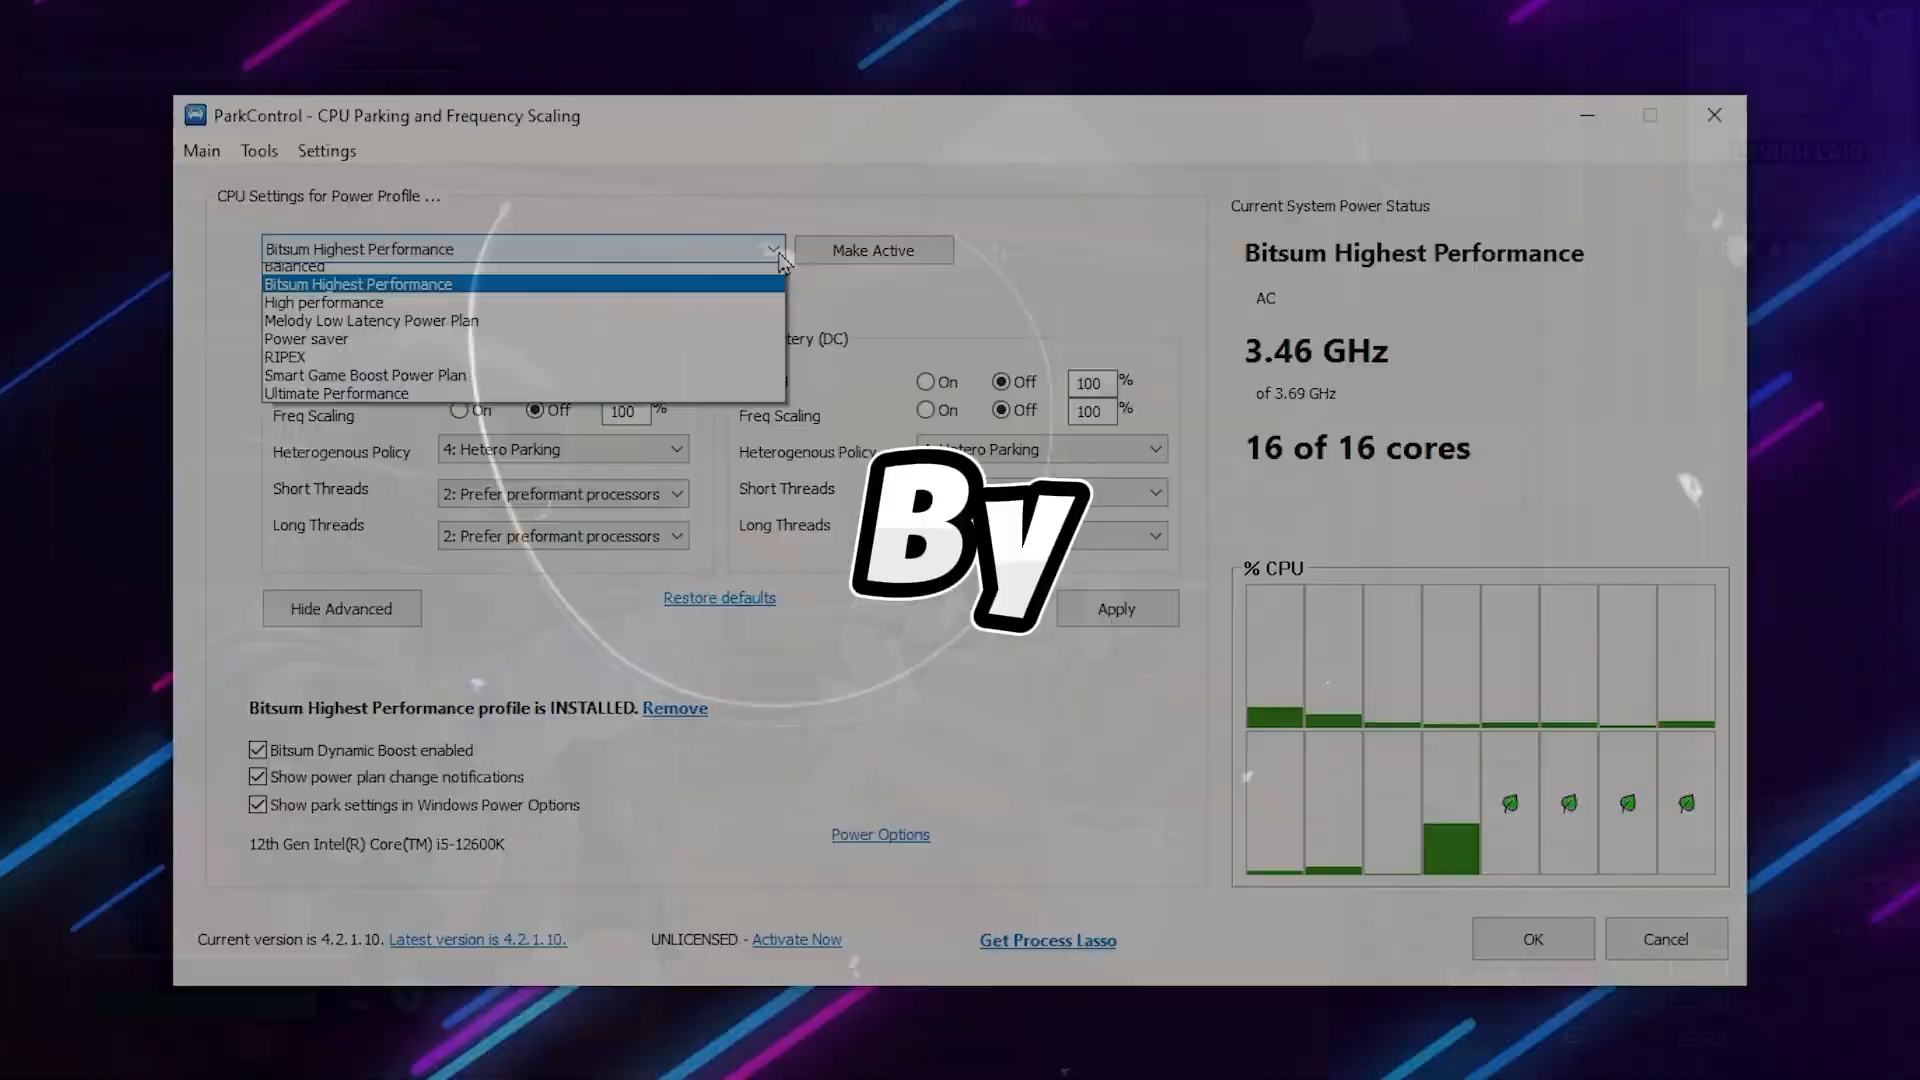 ParkControl - CPU Parking and Frequency Scaling
Main Tools Settings
CPU Settings for Power Profile ...
Bitsum Highest Performance
Make Active
Balanced
Bitsum Highest Performance
High performance
Melody Low Latency Power Plan
Power saver
RIPEX
Smart Game Boost Power Plan
Ultimate Performance
tery (DC)
On Off 100 %
Freq Scaling On Off 100 %
Freq Scaling On Off 100 %
Heterogenous Policy 4: Hetero Parking
Heterogenous Policy Hetero Parking
Short Threads 2: Prefer preformant processors
Short Threads
Long Threads 2: Prefer preformant processors
Long Threads
By
Hide Advanced
Restore defaults
Apply
Bitsum Highest Performance profile is INSTALLED. Remove
Bitsum Dynamic Boost enabled
Show power plan change notifications
Show park settings in Windows Power Options
12th Gen Intel(R) Core(TM) i5-12600K
Power Options
Current System Power Status
Bitsum Highest Performance
AC
3.46 GHz
of 3.69 GHz
16 of 16 cores
% CPU
Current version is 4.2.1.10. Latest version is 4.2.1.10.
UNLICENSED - Activate Now
Get Process Lasso
OK
Cancel